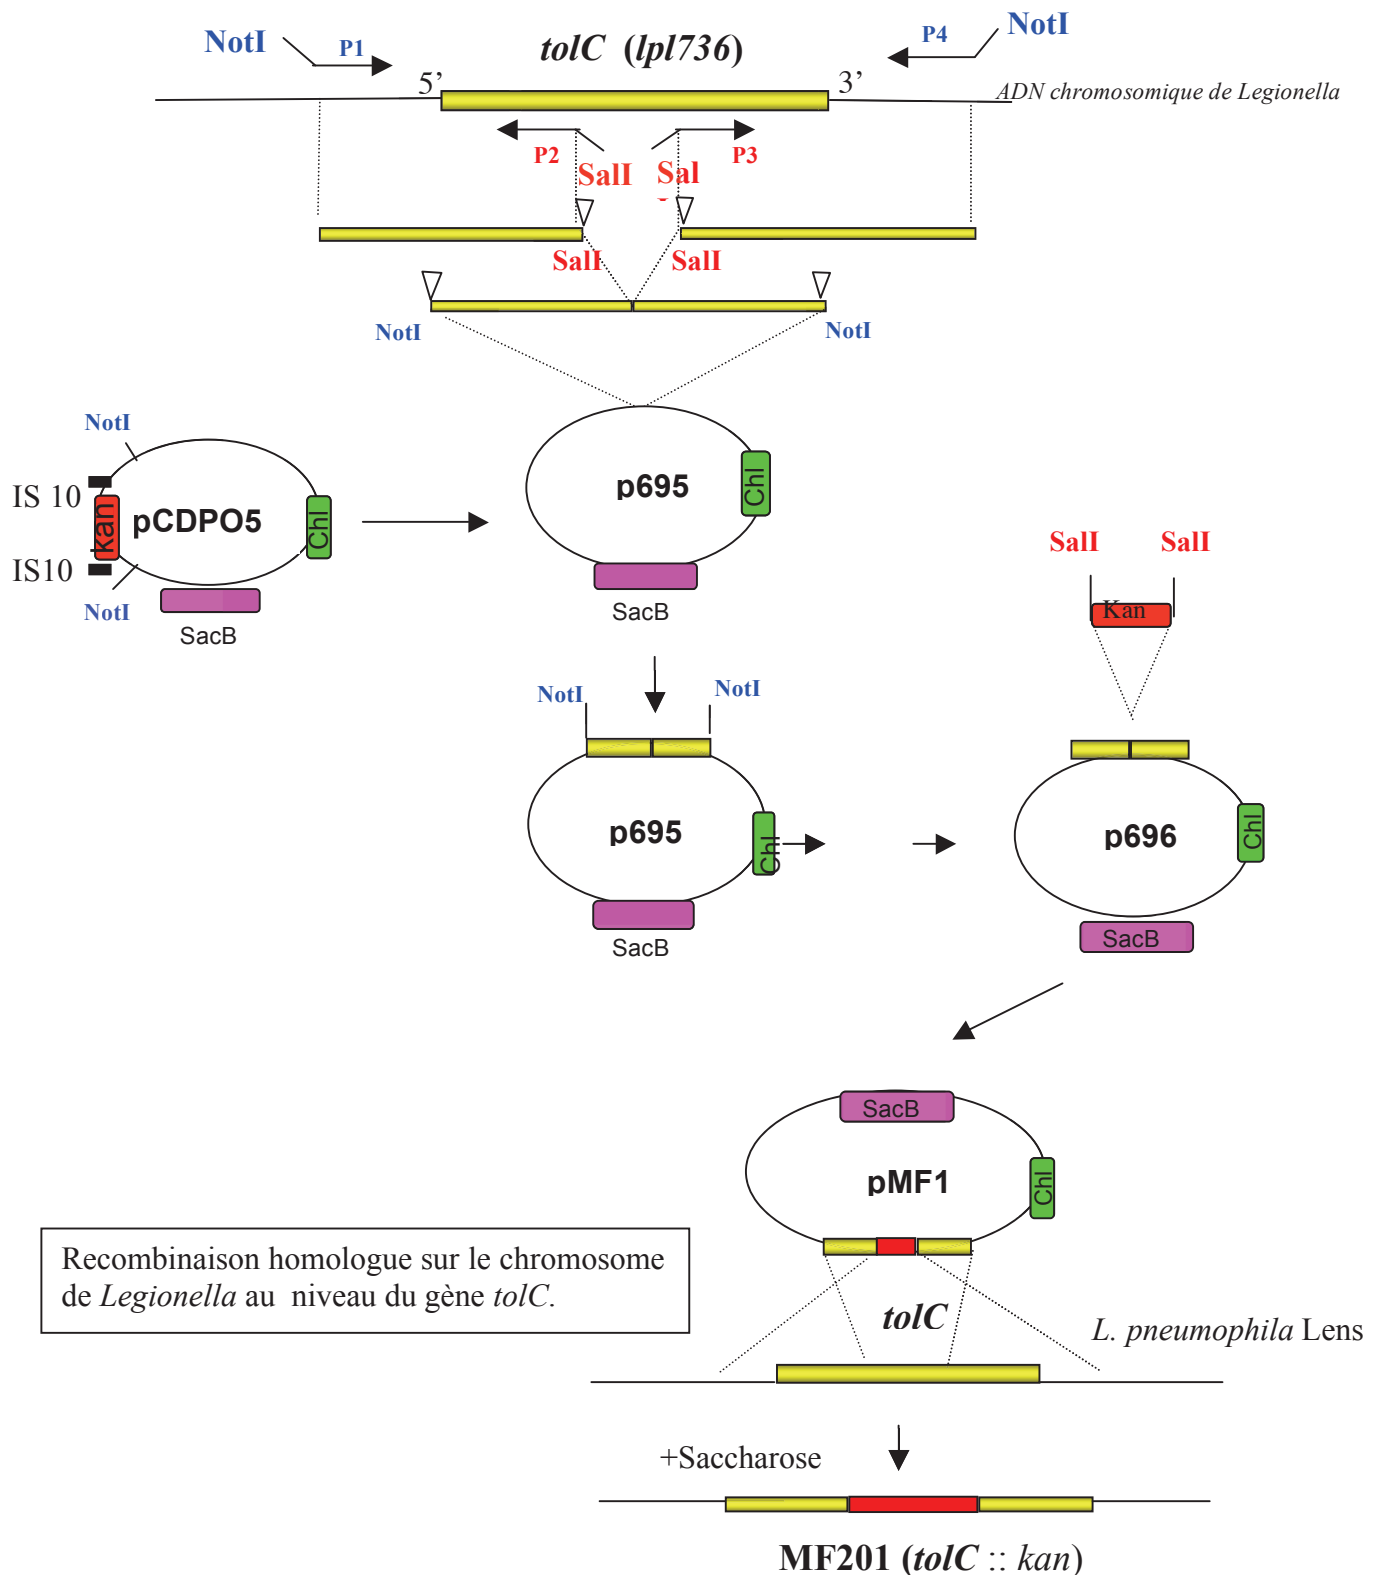 NotI
P1
tolC (lpl736)
P4
NotI
5’
3’
ADN chromosomique de Legionella
P2
P3
SalI
Sal
SalI
SalI
NotI
NotI
NotI
IS 10
kan
pCDPO5
Chl
IS10
NotI
SacB
p695
Chl
SacB
SalI
SalI
Kan
NotI
NotI
p695
Chl
SacB
p696
Chl
SacB
SacB
pMF1
Chl
Recombinaison homologue sur le chromosome
de Legionella au niveau du gène tolC.
tolC
L. pneumophila Lens
+Saccharose
MF201 (tolC :: kan)